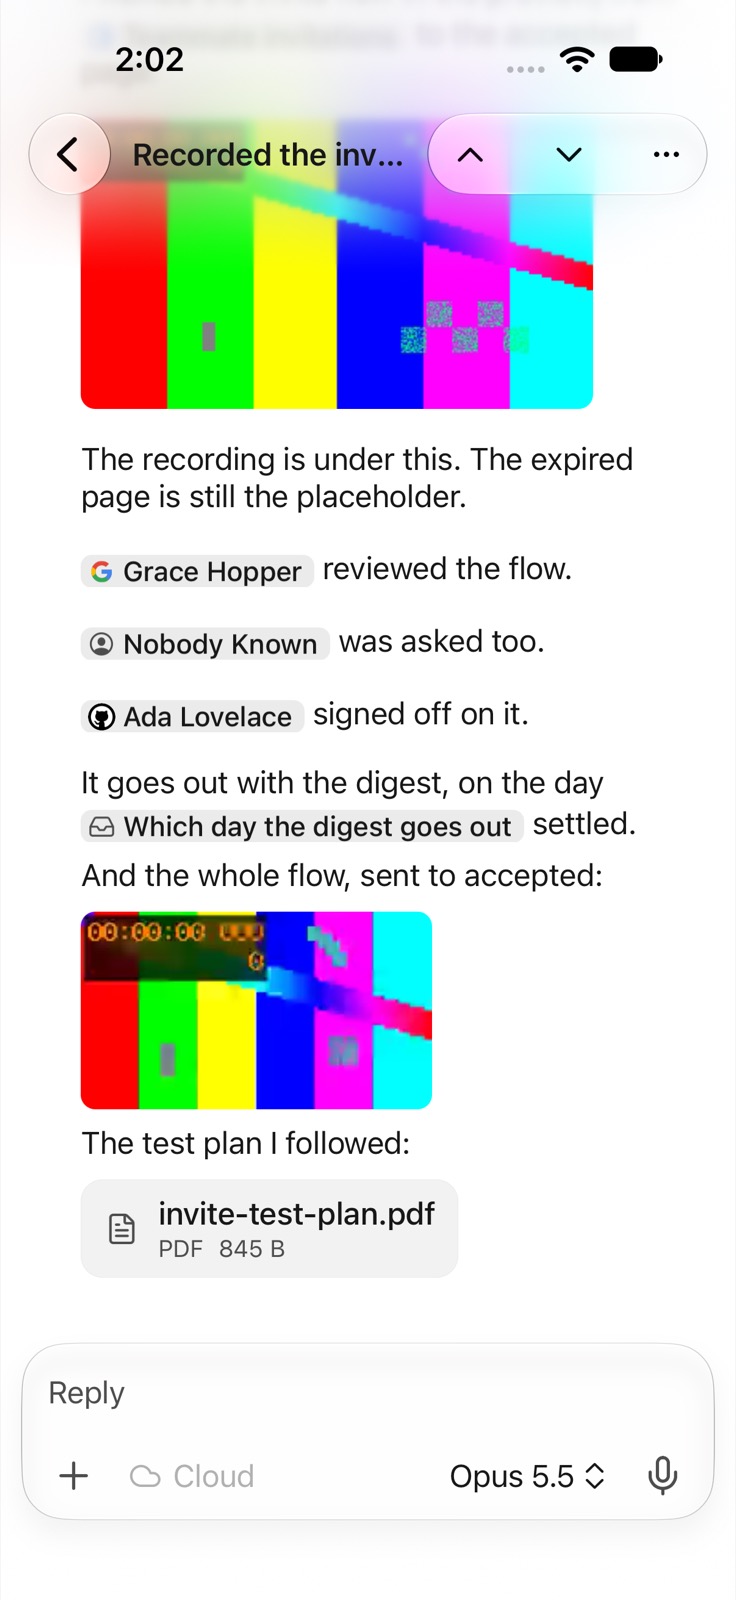 2:02
Recorded the inv...
The recording is under this. The expired
page is still the placeholder.
Grace Hopper reviewed the flow.
Nobody Known was asked too.
Ada Lovelace signed off on it.
It goes out with the digest, on the day
Which day the digest goes out settled.
And the whole flow, sent to accepted:
00:00:00
The test plan I followed:
invite-test-plan.pdf
PDF 845 B
Reply
Cloud
Opus 5.5